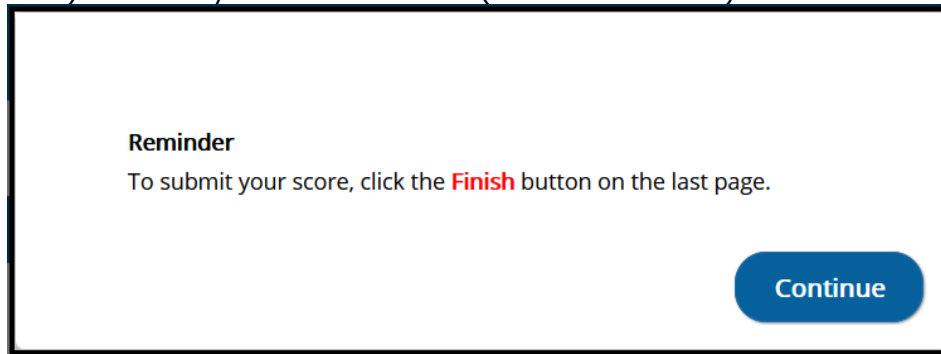 Reminder
To submit your score, click the Finish button on the last page.
Continue